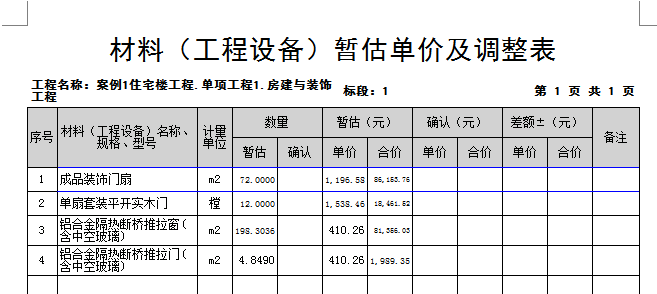 材料（工程设备）暂估单价及调整表
工程名称：案例1住宅楼工程.单项工程1.房建与装饰工程 标段：1 第 1 页 共 1 页
序号 材料（工程设备）名称、规格、型号 计量单位 数量 暂估（元） 确认（元） 差额±（元） 备注
暂估 确认 单价 合价 单价 合价 单价 合价
1 成品装饰门扇 m2 72.0000 1,196.58 86,153.76
2 单扇套装平开实木门 樘 12.0000 1,538.46 18,461.52
3 铝合金隔热断桥推拉窗(含中空玻璃) m2 198.3036 410.26 81,356.03
4 铝合金隔热断桥推拉门(含中空玻璃) m2 4.8490 410.26 1,989.35